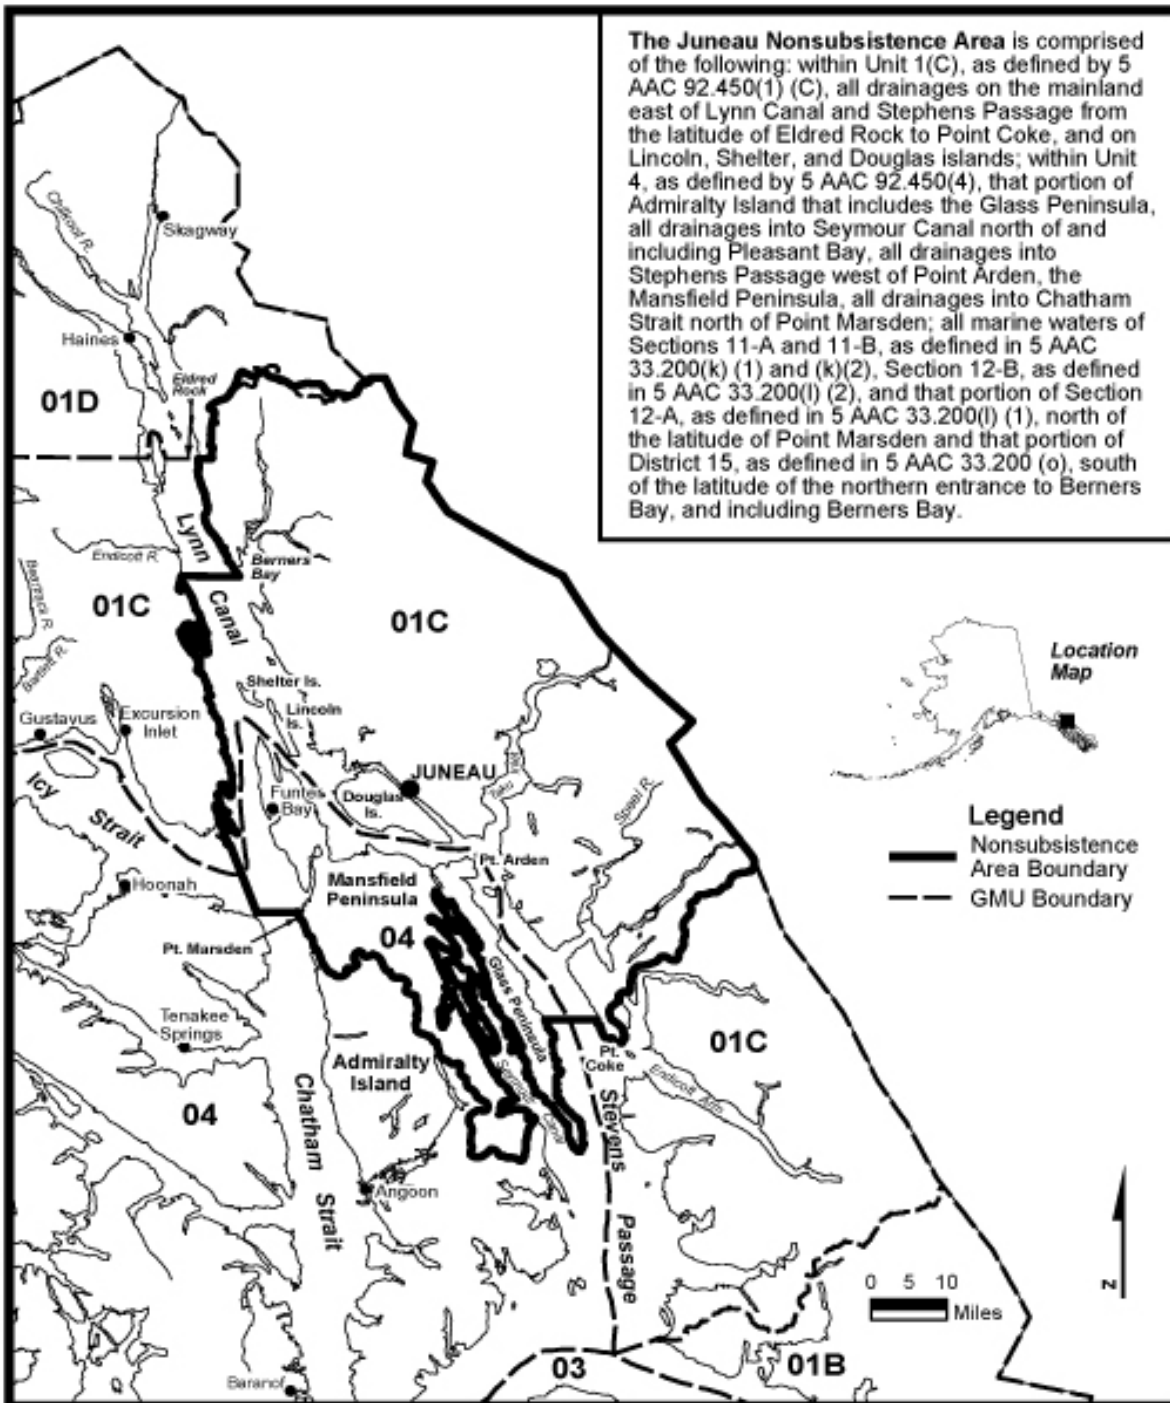 The Juneau Nonsubsistence Area is comprised
of the following: within Unit 1(C), as defined by 5
AAC 92.450(1) (C), all drainages on the mainland
east of Lynn Canal and Stephens Passage from
the latitude of Eldred Rock to Point Coke, and on
Lincoln, Shelter, and Douglas islands; within Unit
4, as defined by 5 AAC 92.450(4), that portion of
Admiralty Island that includes the Glass Peninsula,
all drainages into Seymour Canal north of and
including Pleasant Bay, all drainages into
Stephens Passage west of Point Arden, the
Mansfield Peninsula, all drainages into Chatham
Strait north of Point Marsden; all marine waters of
Sections 11-A and 11-B, as defined in 5 AAC
33.200(k) (1) and (k)(2), Section 12-B, as defined
in 5 AAC 33.200(l) (2), and that portion of Section
12-A, as defined in 5 AAC 33.200(l) (1), north of
the latitude of Point Marsden and that portion of
District 15, as defined in 5 AAC 33.200 (o), south
of the latitude of the northern entrance to Berners
Bay, and including Berners Bay.
Chilkoot R.
Skagway
Haines
Eldred
Rock
01D
Lynn
Canal
Endicott R.
Berners
Bay
01C
Bearpack R.
Bartlett R.
01C
Shelter Is.
Lincoln
Is.
Gustavus
Excursion
Inlet
Icy
Strait
JUNEAU
Funter
Bay
Douglas
Is.
Taku
Speel R.
Pt. Arden
Hoonah
Mansfield
Peninsula
04
Pt. Marsden
Glass Peninsula
Tenakee
Springs
Admiralty
Island
Seymour Canal
Pt.
Coke
01C
Endicott Arm
04
Chatham
Strait
Stevens
Passage
Angoon
Baranof
03
01B
Location
Map
Legend
Nonsubsistence
Area Boundary
GMU Boundary
N
0 5 10
Miles